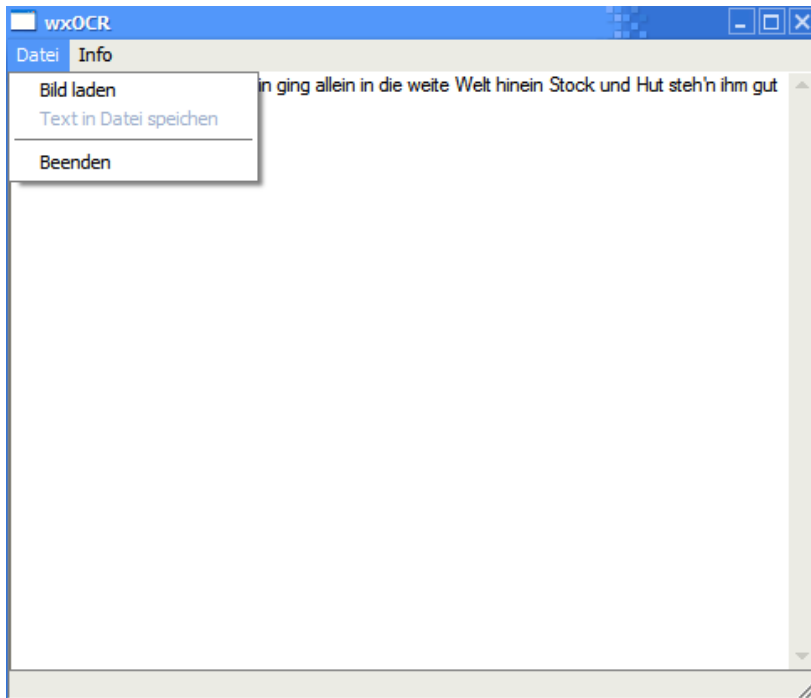 wxOCR
Datei Info
Bild laden
in ging allein in die weite Welt hinein Stock und Hut steh'n ihm gut
Text in Datei speichen
Beenden